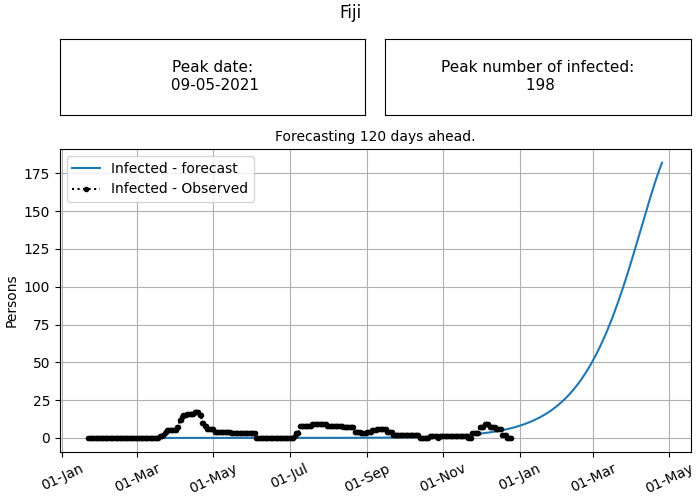 Fiji
Peak date:
09-05-2021
Peak number of infected:
198
Forecasting 120 days ahead.
Infected - forecast
Infected - Observed
Persons
175
150
125
100
75
50
25
0
01-Jan
01-Mar
01-May
01-Jul
01-Sep
01-Nov
01-Jan
01-Mar
01-May